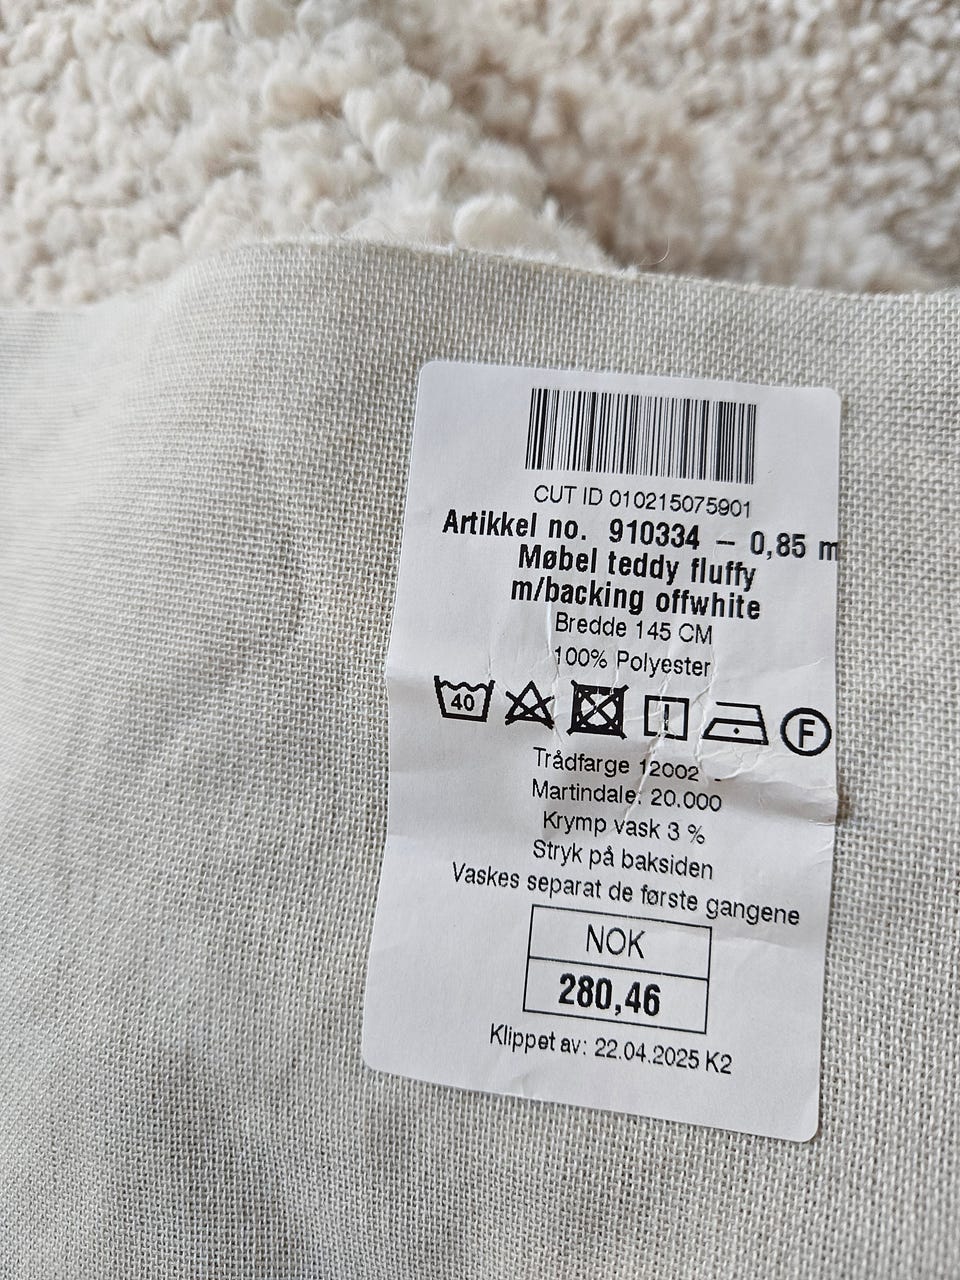 CUT ID 010215075901
Artikkel no. 910334 – 0,85 m
Møbel teddy fluffy
m/backing offwhite
Bredde 145 CM
100% Polyester
40 F
Trådfarge 12002 -
Martindale: 20.000
Krymp vask 3 %
Stryk på baksiden
Vaskes separat de første gangene
NOK
280,46
Klippet av: 22.04.2025 K2